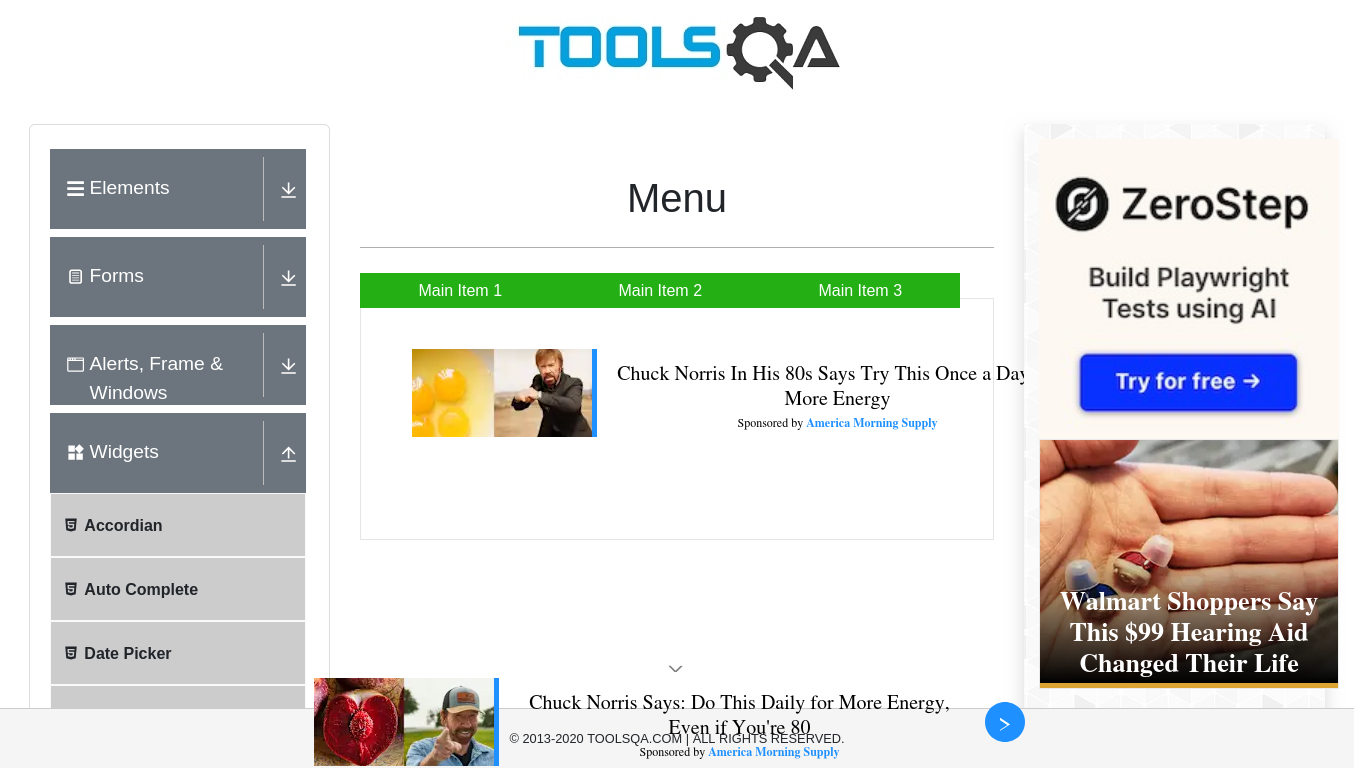 TOOLSQA
Elements
Forms
Alerts, Frame &
Windows
Widgets
Accordian
Auto Complete
Date Picker
Menu
Main Item 1
Main Item 2
Main Item 3
Chuck Norris In His 80s Says Try This Once a Day
More Energy
Sponsored by America Morning Supply
ZeroStep
Build Playwright
Tests using AI
Try for free →
Walmart Shoppers Say
This $99 Hearing Aid
Changed Their Life
Chuck Norris Says: Do This Daily for More Energy,
Even if You're 80
© 2013-2020 TOOLSQA.COM | ALL RIGHTS RESERVED.
Sponsored by America Morning Supply